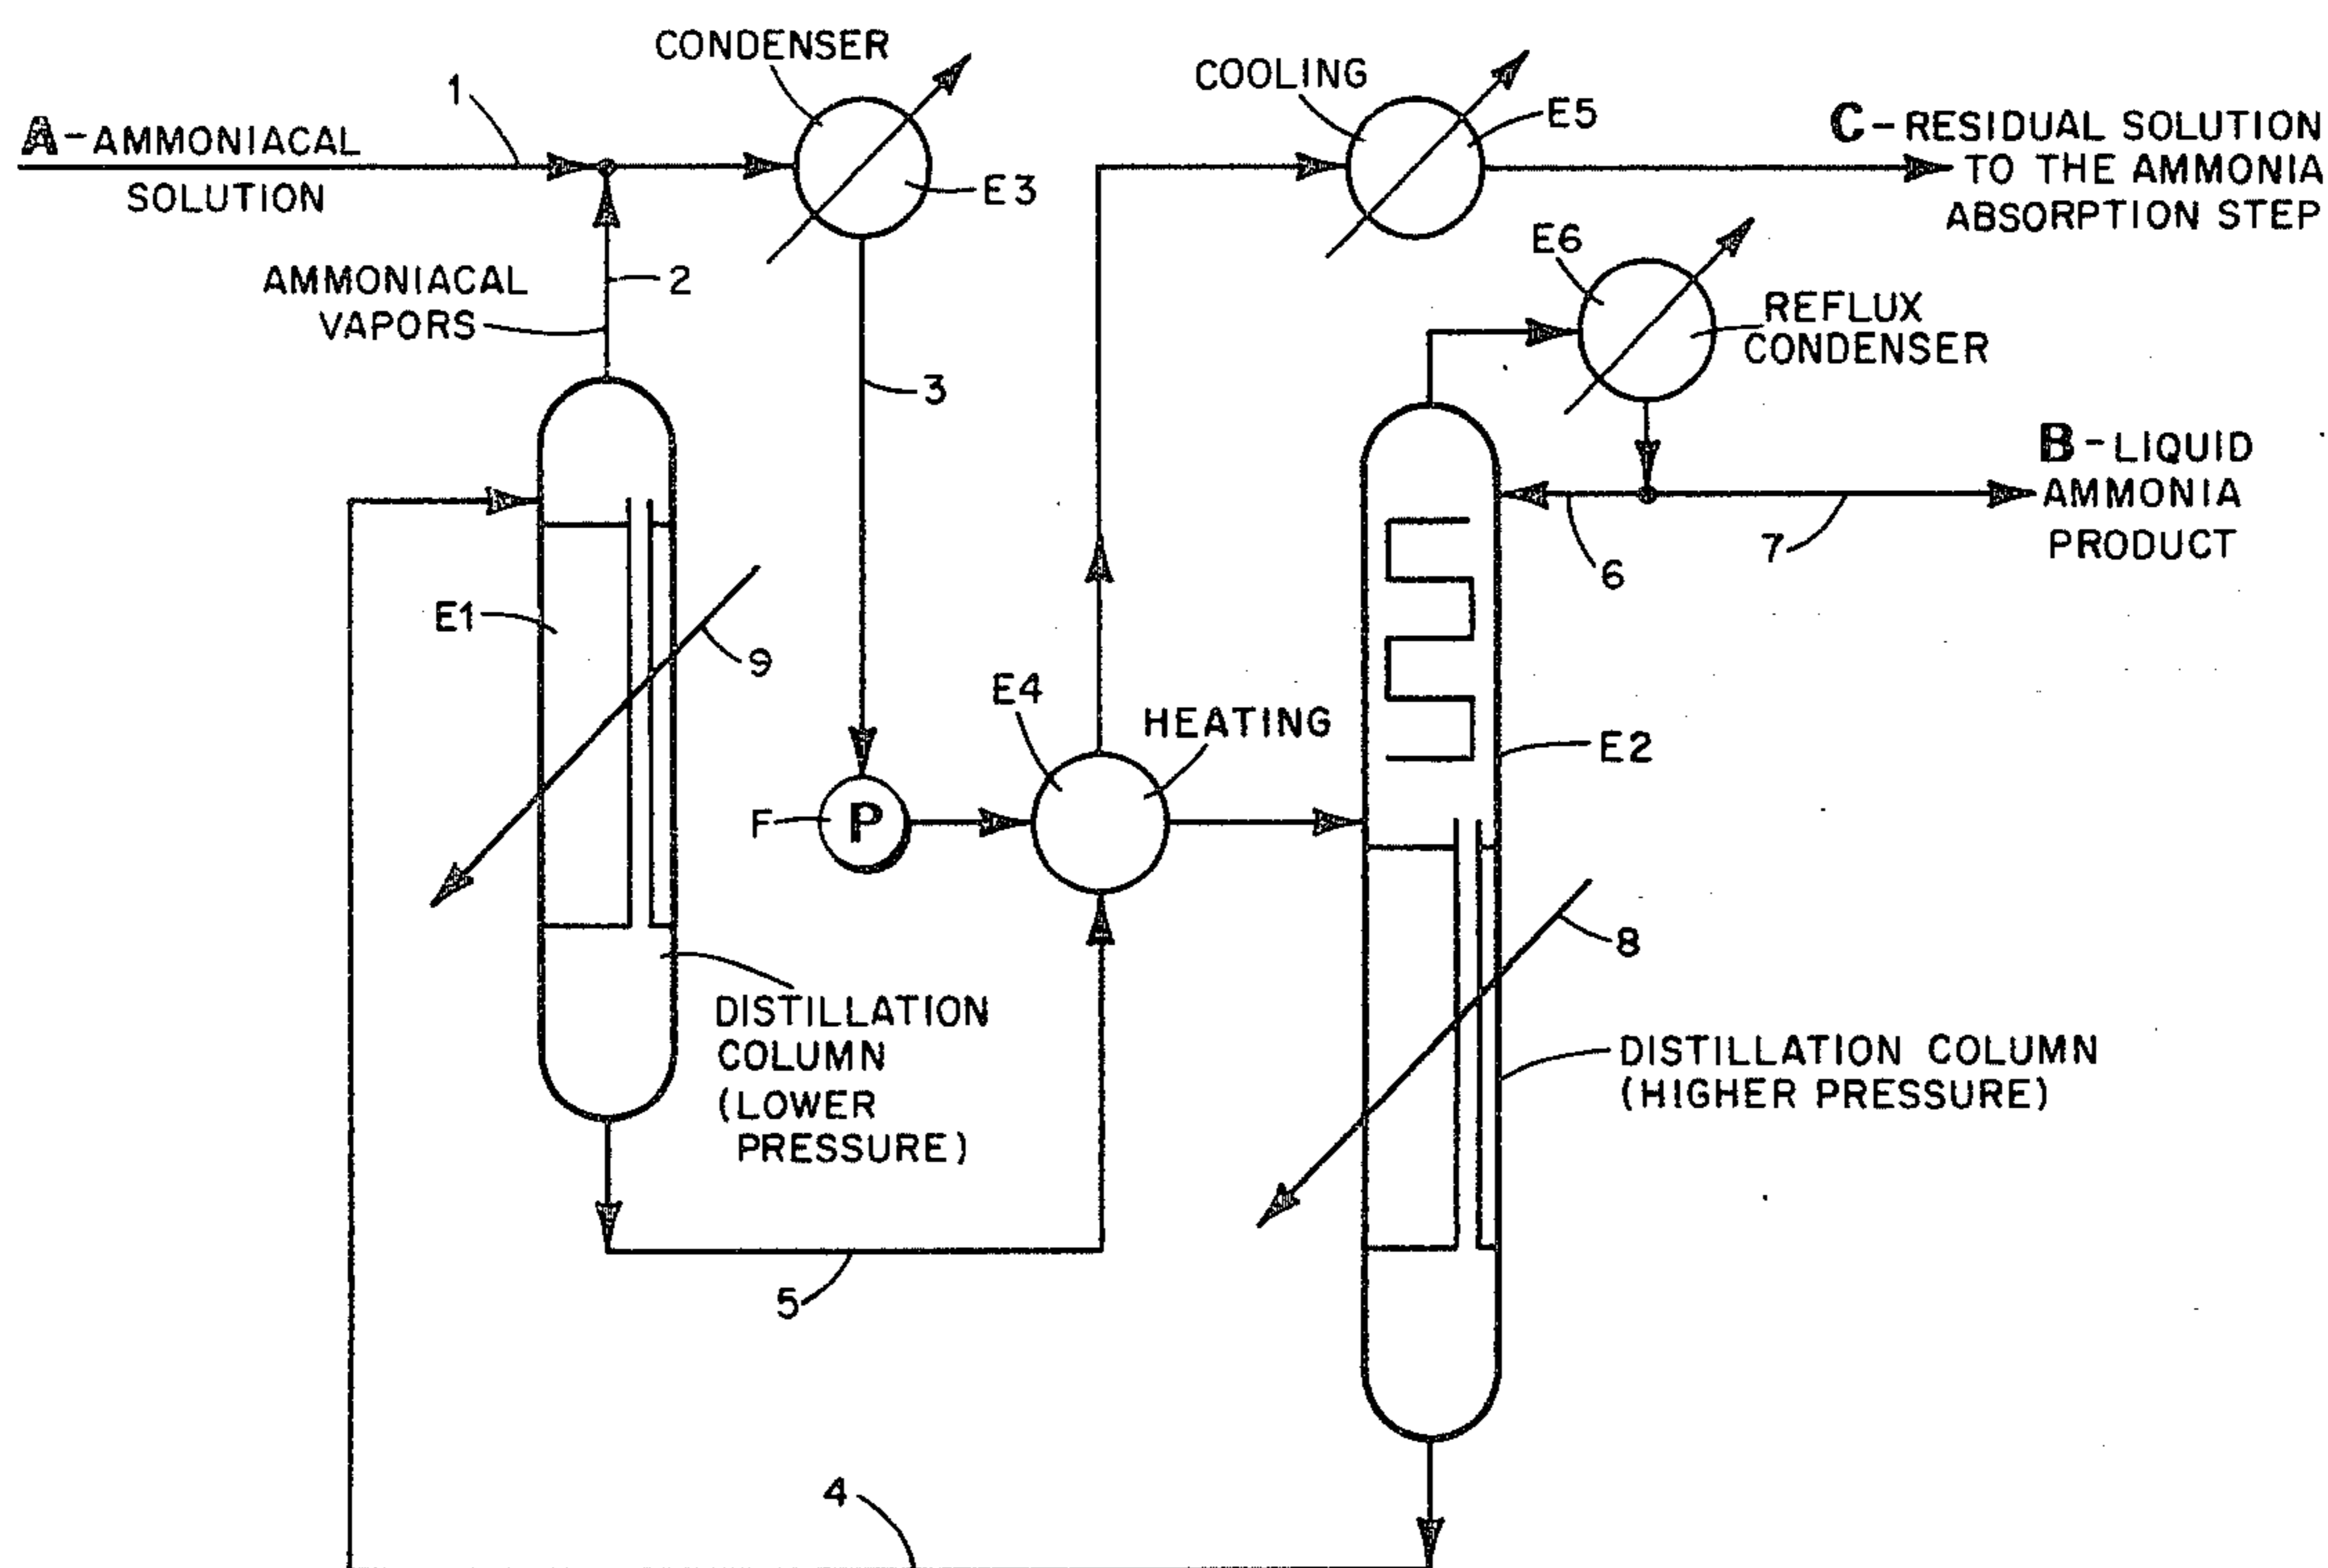 CONDENSER
COOLING
1
E5
A-AMMONIACAL
SOLUTION
C-RESIDUAL SOLUTION
TO THE AMMONIA
ABSORPTION STEP
E3
E6
AMMONIACAL
VAPORS
2
REFLUX
CONDENSER
3
B-LIQUID
AMMONIA
PRODUCT
6
7
E1
9
E4
HEATING
E2
F
P
8
DISTILLATION
COLUMN
(LOWER
PRESSURE)
DISTILLATION COLUMN
(HIGHER PRESSURE)
5
4